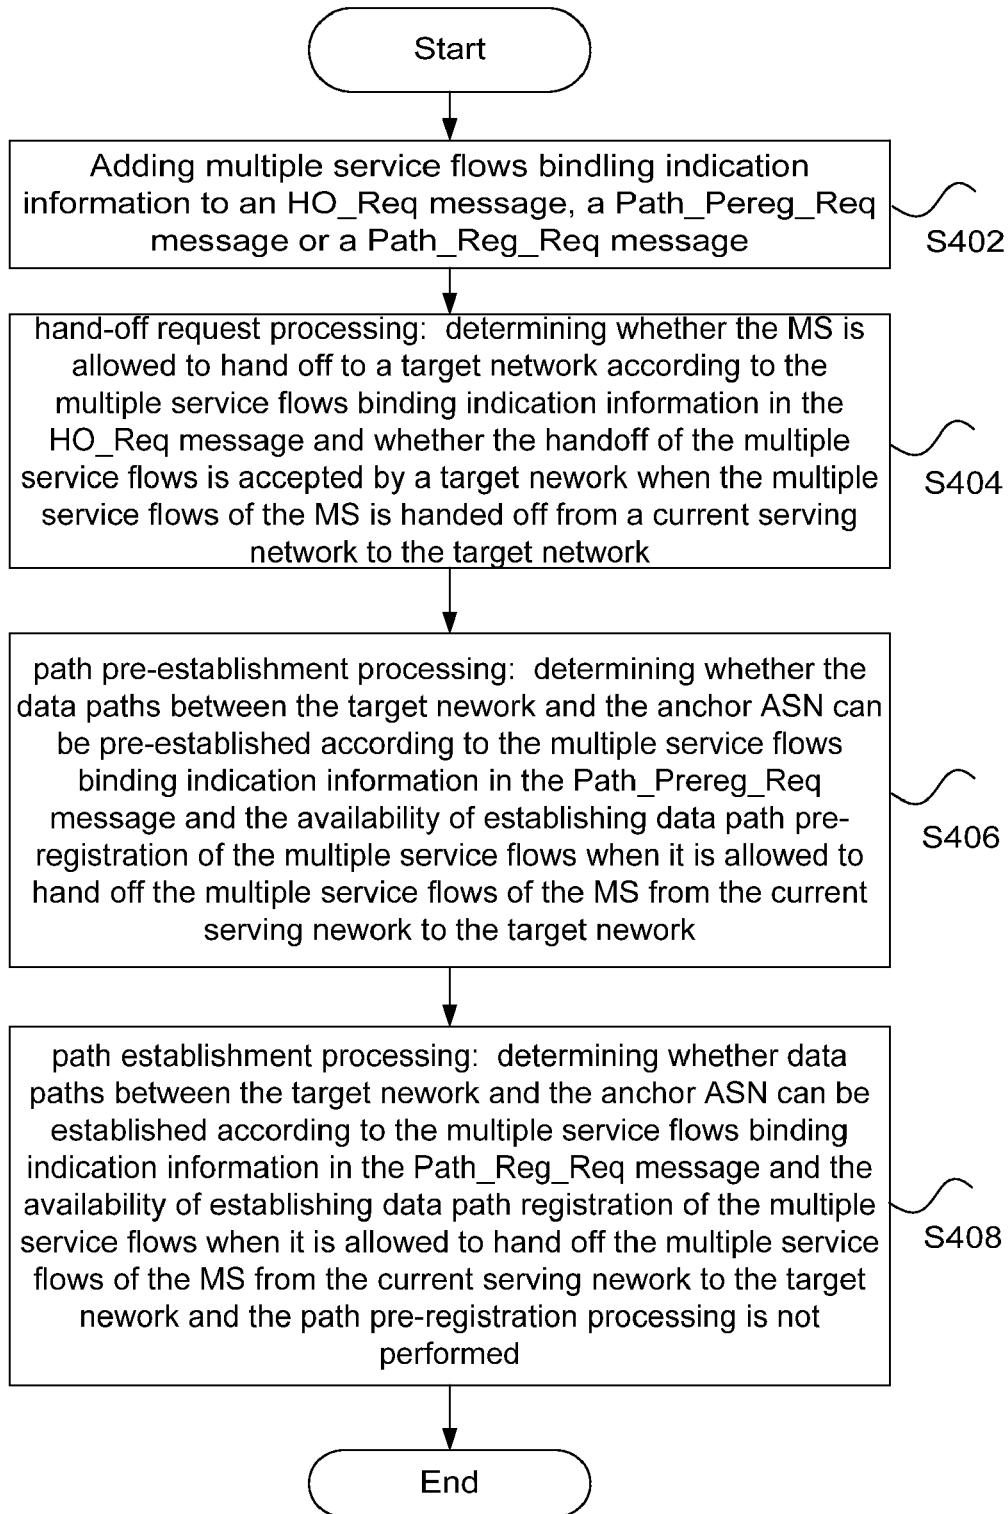 Start
Adding multiple service flows bindling indication
information to an HO_Req message, a Path_Pereg_Req
message or a Path_Reg_Req message
S402
hand-off request processing:  determining whether the MS is
allowed to hand off to a target network according to the
multiple service flows binding indication information in the
HO_Req message and whether the handoff of the multiple
service flows is accepted by a target nework when the multiple
service flows of the MS is handed off from a current serving
network to the target network
S404
path pre-establishment processing:  determining whether the
data paths between the target nework and the anchor ASN can
be pre-established according to the multiple service flows
binding indication information in the Path_Prereg_Req
message and the availability of establishing data path pre-
registration of the multiple service flows when it is allowed to
hand off the multiple service flows of the MS from the current
serving nework to the target nework
S406
path establishment processing:  determining whether data
paths between the target nework and the anchor ASN can be
established according to the multiple service flows binding
indication information in the Path_Reg_Req message and the
availability of establishing data path registration of the multiple
service flows when it is allowed to hand off the multiple service
flows of the MS from the current serving nework to the target
nework and the path pre-registration processing is not
performed
S408
End